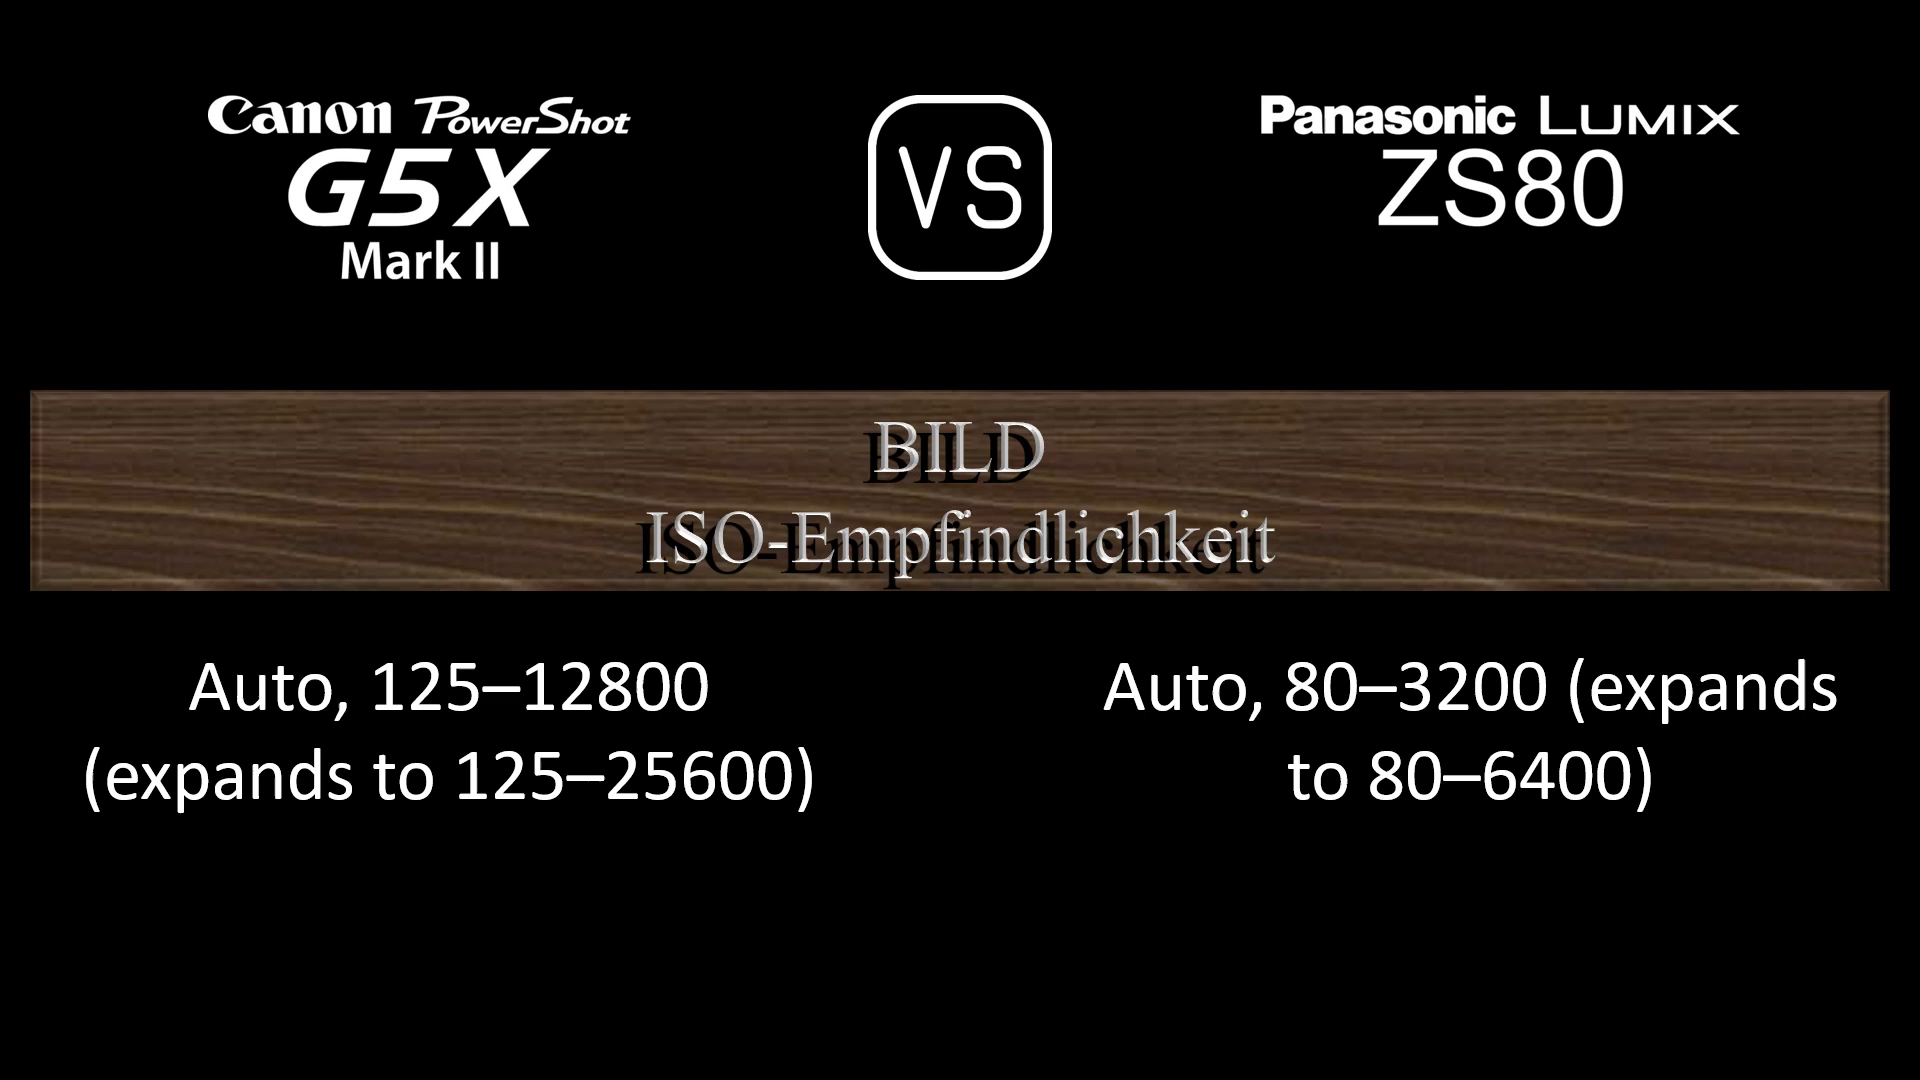 Canon PowerShot
G5X
Mark II
VS
Panasonic LUMIX
ZS80
BILD
ISO-Empfindlichkeit
Auto, 125–12800
(expands to 125–25600)
Auto, 80–3200 (expands
to 80–6400)